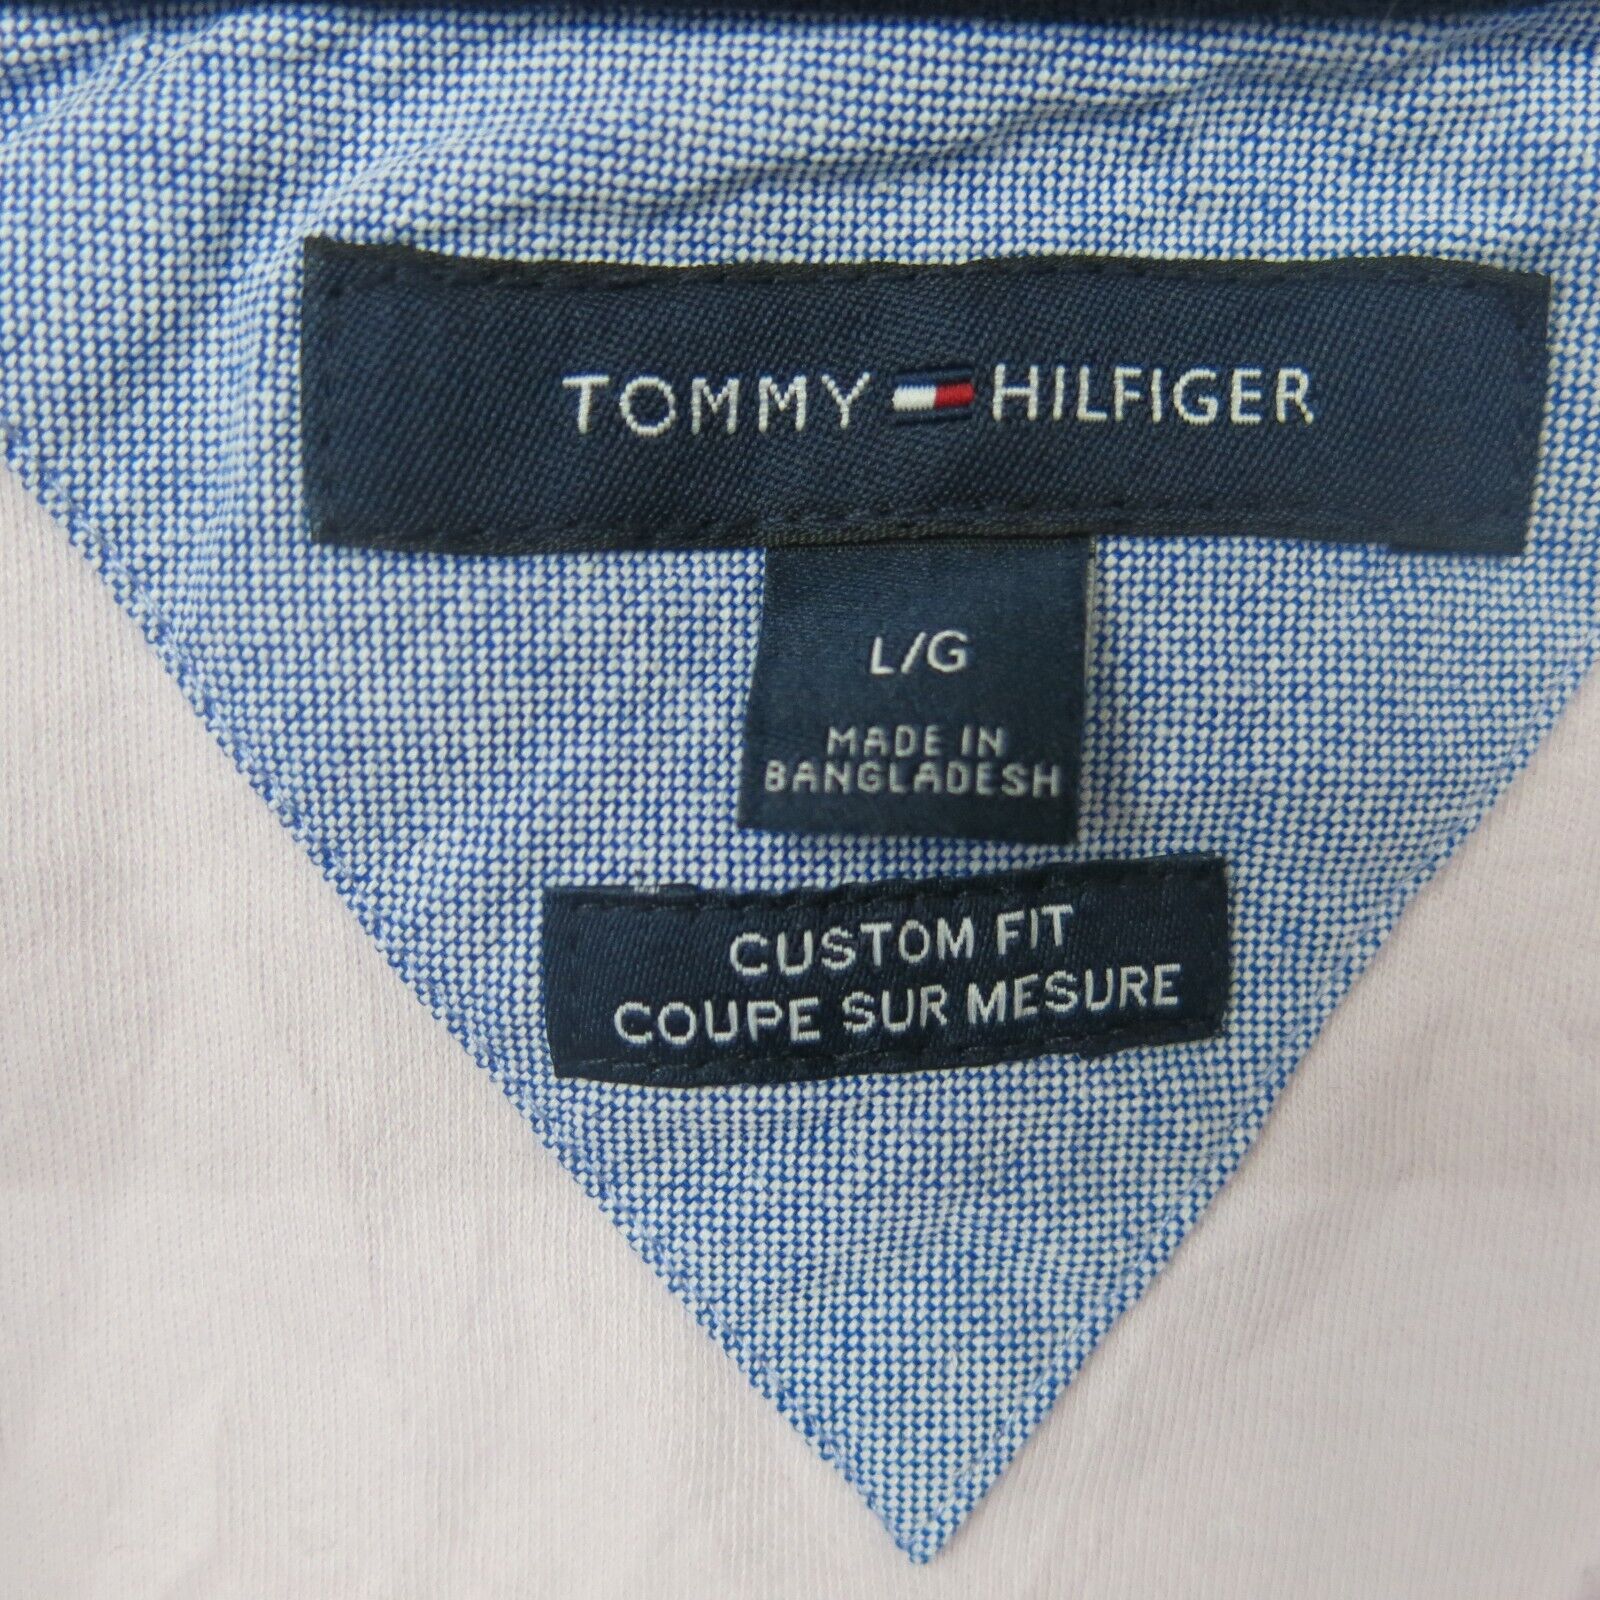 TOMMY HILFIGER
L/G
MADE IN
BANGLADESH
CUSTOM FIT
COUPE SUR MESURE